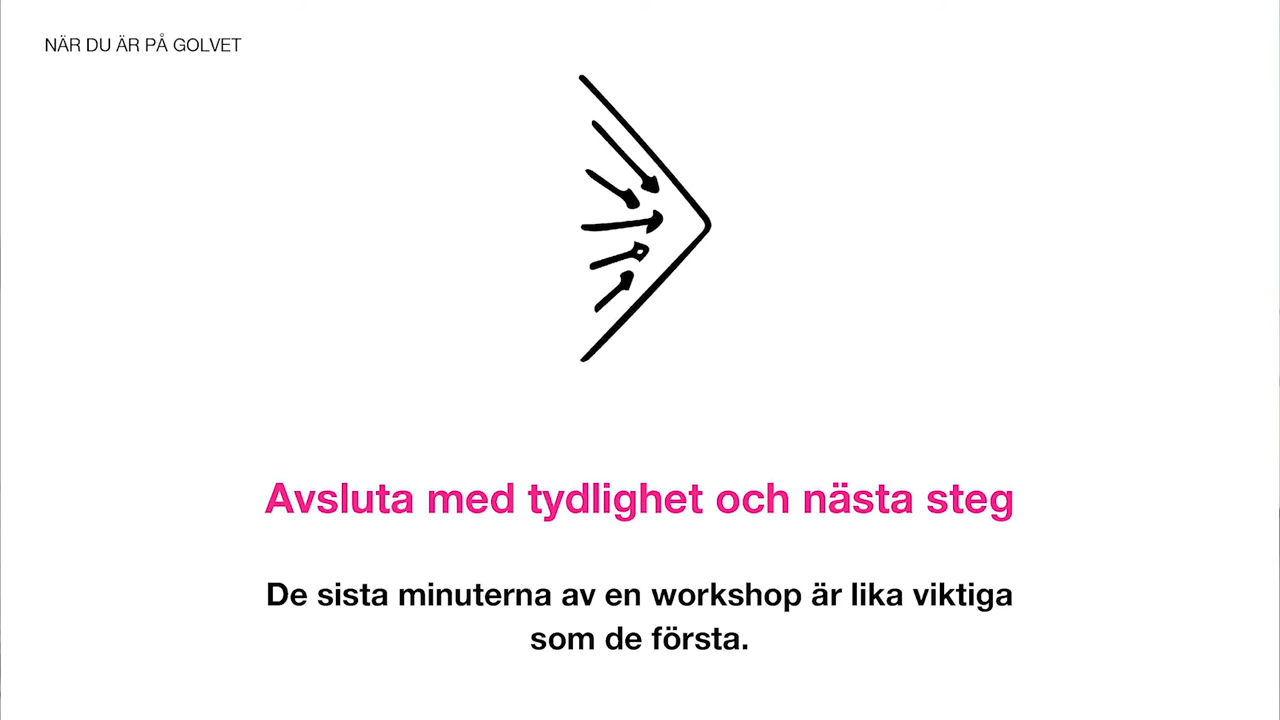 NÄR DU ÄR PÅ GOLVET
Avsluta med tydlighet och nästa steg
De sista minuterna av en workshop är lika viktiga
som de första.